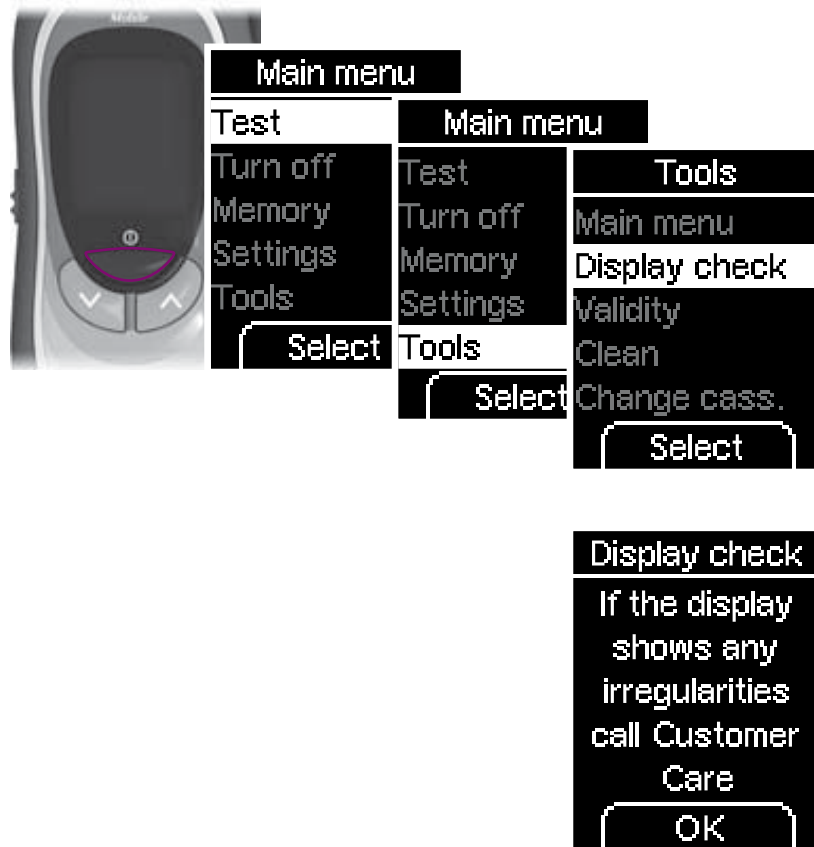 Mobile
Main menu
Test
Turn off
Memory
Settings
Tools
Select
Main menu
Test
Turn off
Memory
Settings
Tools
Select
Tools
Main menu
Display check
Validity
Clean
Change cass.
Select
Display check
If the display
shows any
irregularities
call Customer
Care
OK